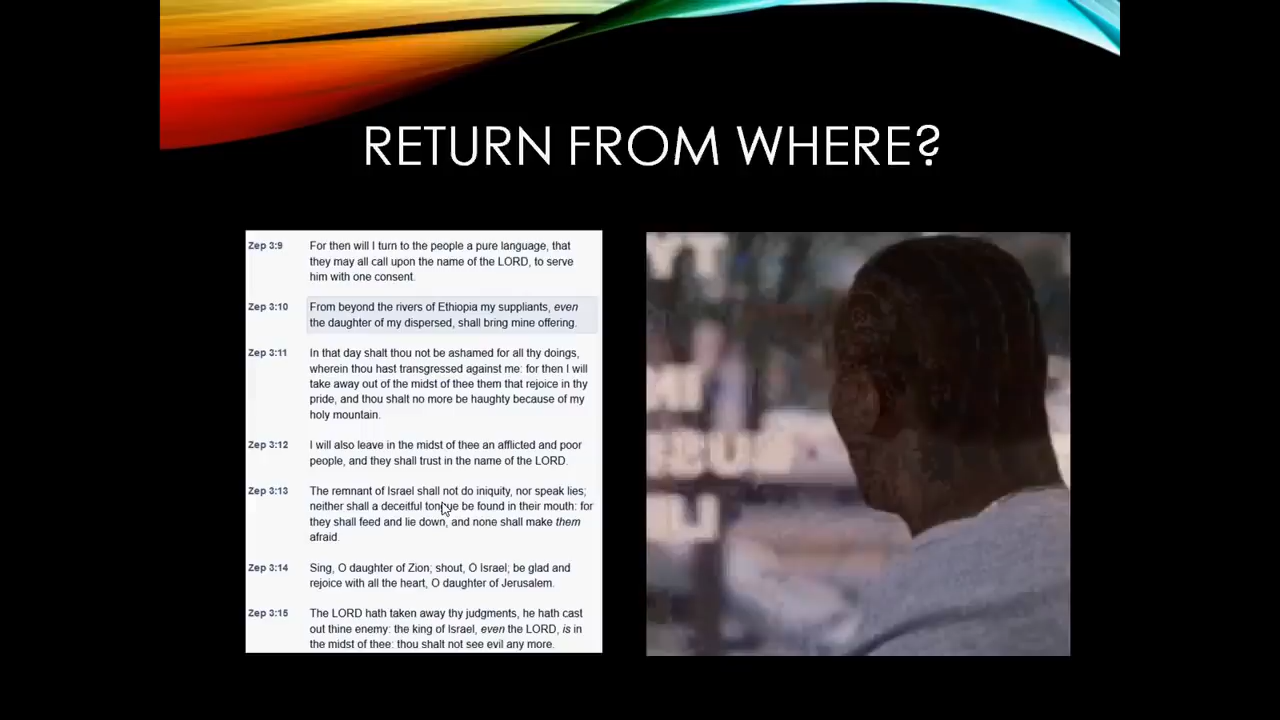 RETURN FROM WHERE?
Zep 3:9 For then will I turn to the people a pure language, that
they may all call upon the name of the LORD, to serve
him with one consent.
Zep 3:10 From beyond the rivers of Ethiopia my suppliants, even
the daughter of my dispersed, shall bring mine offering.
Zep 3:11 In that day shalt thou not be ashamed for all thy doings,
wherein thou hast transgressed against me: for then I will
take away out of the midst of thee them that rejoice in thy
pride, and thou shalt no more be haughty because of my
holy mountain.
Zep 3:12 I will also leave in the midst of thee an afflicted and poor
people, and they shall trust in the name of the LORD.
Zep 3:13 The remnant of Israel shall not do iniquity, nor speak lies;
neither shall a deceitful tongue be found in their mouth: for
they shall feed and lie down, and none shall make them
afraid.
Zep 3:14 Sing, O daughter of Zion; shout, O Israel; be glad and
rejoice with all the heart, O daughter of Jerusalem.
Zep 3:15 The LORD hath taken away thy judgments, he hath cast
out thine enemy: the king of Israel, even the LORD, is in
the midst of thee: thou shalt not see evil any more.